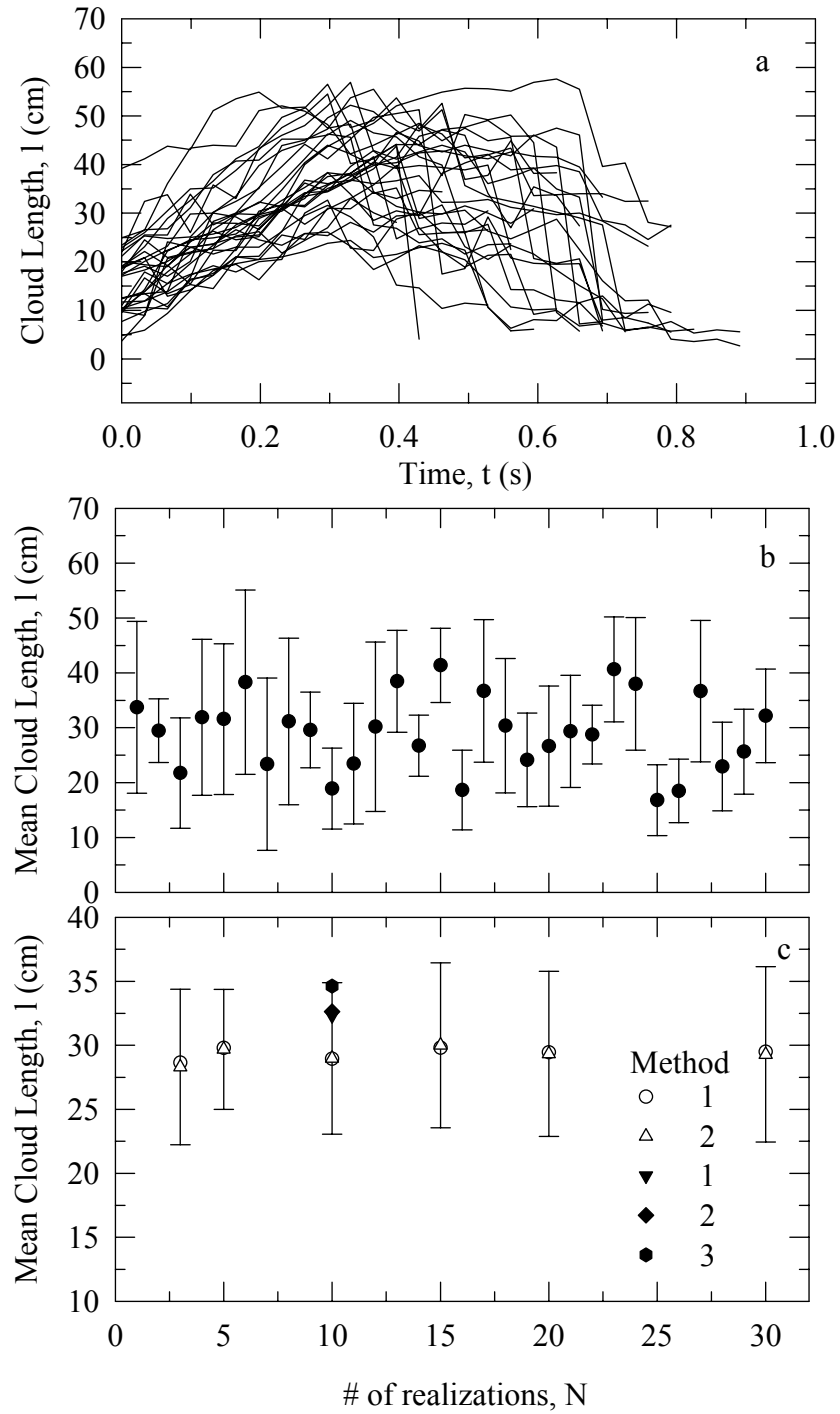 a
70
60
50
40
30
20
10
0
Cloud Length, l (cm)
0.0 0.2 0.4 0.6 0.8 1.0
Time, t (s)
b
70
60
50
40
30
20
10
0
Mean Cloud Length, l (cm)
c
40
35
30
25
20
15
10
Mean Cloud Length, l (cm)
Method
1
2
1
2
3
0 5 10 15 20 25 30
# of realizations, N